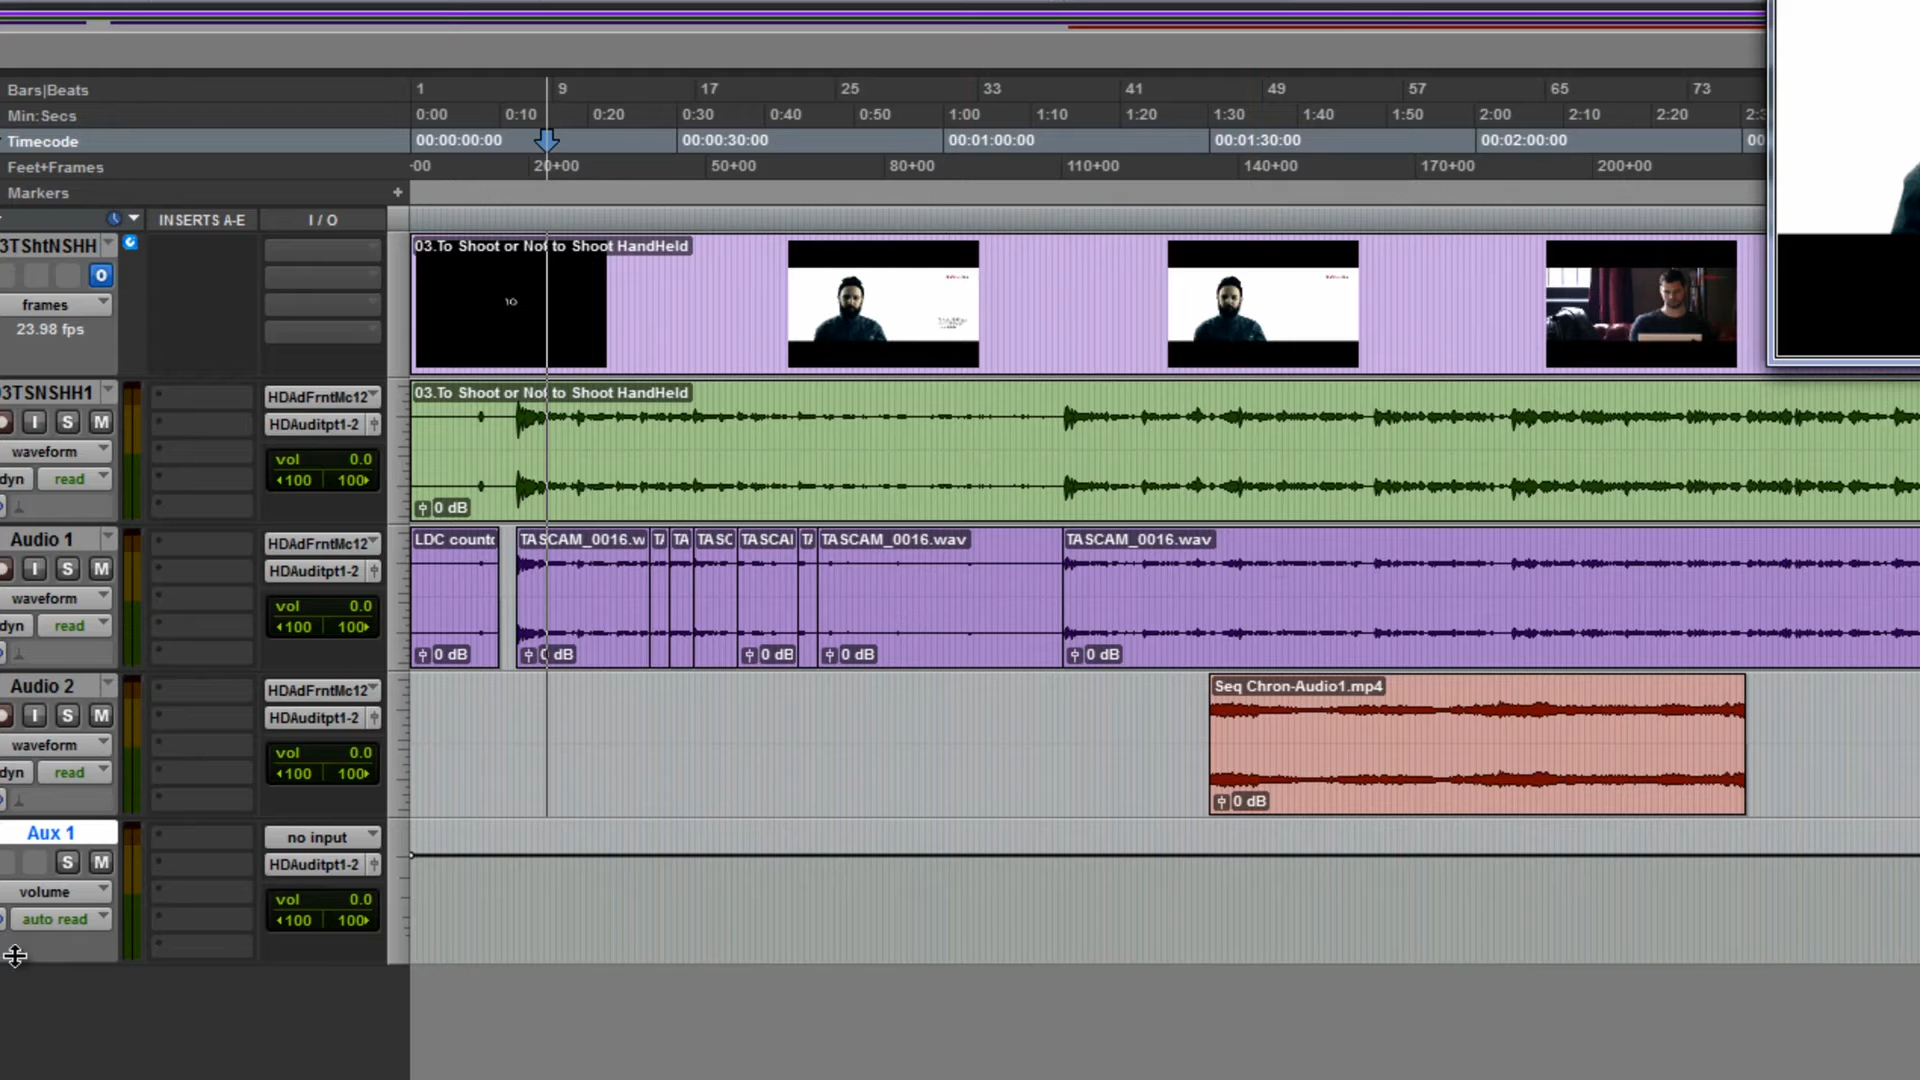 Bars|Beats 1 9 17 25 33 41 49 57 65 73
Min:Secs 0:00 0:10 0:20 0:30 0:40 0:50 1:00 1:10 1:20 1:30 1:40 1:50 2:00 2:10 2:20
Timecode 00:00:00:00 00:00:30:00 00:01:00:00 00:01:30:00 00:02:00:00 00
Feet+Frames -00 20+00 50+00 80+00 110+00 140+00 170+00 200+00
Markers +
INSERTS A-E I / O
3TShtNSHH 03.To Shoot or Not to Shoot HandHeld
O
frames
23.98 fps
03TSNSHH1 HDAdFrntMc12 03.To Shoot or Not to Shoot HandHeld
I S M HDAuditpt1-2
waveform vol 0.0
dyn read 100 100
0 dB
Audio 1 HDAdFrntMc12 LDC counto TASCAM_0016.w TA TA TASC TASCAI TA TASCAM_0016.wav TASCAM_0016.wav
I S M HDAuditpt1-2
waveform vol 0.0
dyn read 100 100
0 dB 0 dB 0 dB 0 dB 0 dB
Audio 2 HDAdFrntMc12 Seq Chron-Audio1.mp4
I S M HDAuditpt1-2
waveform vol 0.0
dyn read 100 100
0 dB
Aux 1 no input
S M HDAuditpt1-2
volume vol 0.0
auto read 100 100